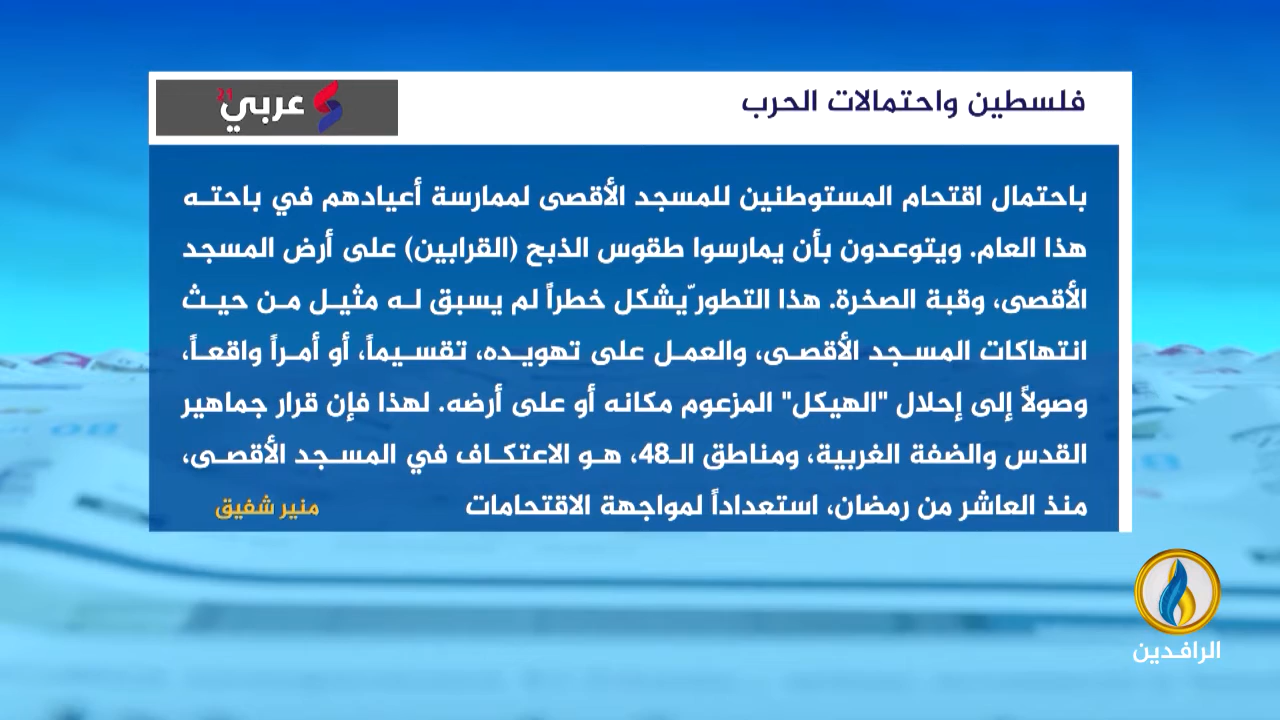 فلسطين واحتمالات الحرب
عربي21
باحتمال اقتحام المستوطنين للمسجد الأقصى لممارسة أعيادهم في باحته
هذا العام. ويتوعدون بأن يمارسوا طقوس الذبح (القرابين) على أرض المسجد
الأقصى، وقبة الصخرة. هذا التطور ّيشكل خطراً لم يسبق له مثيل من حيث
انتهاكات المسجد الأقصى، والعمل على تهويده، تقسيماً، أو أمراً واقعاً،
وصولاً إلى إحلال "الهيكل" المزعوم مكانه أو على أرضه. لهذا فإن قرار جماهير
القدس والضفة الغربية، ومناطق الـ48، هو الاعتكاف في المسجد الأقصى،
منذ العاشر من رمضان، استعداداً لمواجهة الاقتحامات
منير شفيق
الرافدين